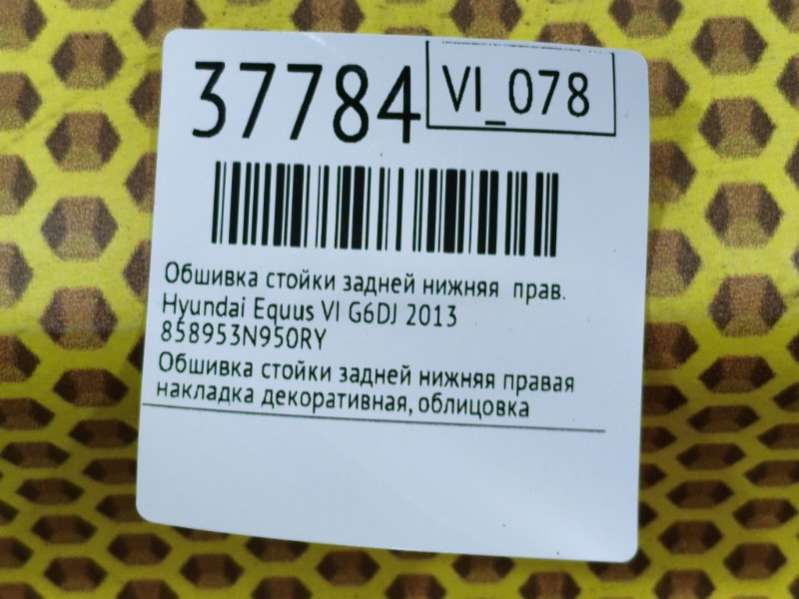 37784
VI_078
Обшивка стойки задней нижняя прав.
Hyundai Equus VI G6DJ 2013
858953N950RY
Обшивка стойки задней нижняя правая
накладка декоративная, облицовка